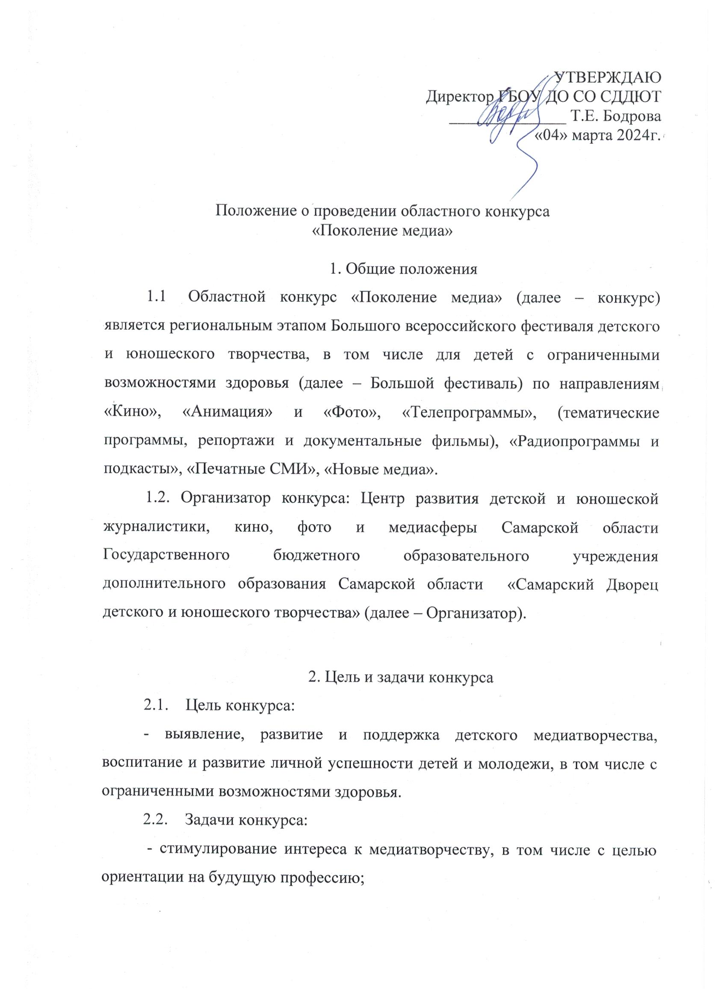 УТВЕРЖДАЮ
Директор ГБОУ ДО СО СДДЮТ
______________ Т.Е. Бодрова
«04» марта 2024г.
Положение о проведении областного конкурса
«Поколение медиа»
1. Общие положения
1.1 Областной конкурс «Поколение медиа» (далее – конкурс)
является региональным этапом Большого всероссийского фестиваля детского
и юношеского творчества, в том числе для детей с ограниченными
возможностями здоровья (далее – Большой фестиваль) по направлениям
«Кино», «Анимация» и «Фото», «Телепрограммы», (тематические
программы, репортажи и документальные фильмы), «Радиопрограммы и
подкасты», «Печатные СМИ», «Новые медиа».
1.2. Организатор конкурса: Центр развития детской и юношеской
журналистики, кино, фото и медиасферы Самарской области
Государственного бюджетного образовательного учреждения
дополнительного образования Самарской области «Самарский Дворец
детского и юношеского творчества» (далее – Организатор).
2. Цель и задачи конкурса
2.1. Цель конкурса:
- выявление, развитие и поддержка детского медиатворчества,
воспитание и развитие личной успешности детей и молодежи, в том числе с
ограниченными возможностями здоровья.
2.2. Задачи конкурса:
- стимулирование интереса к медиатворчеству, в том числе с целью
ориентации на будущую профессию;